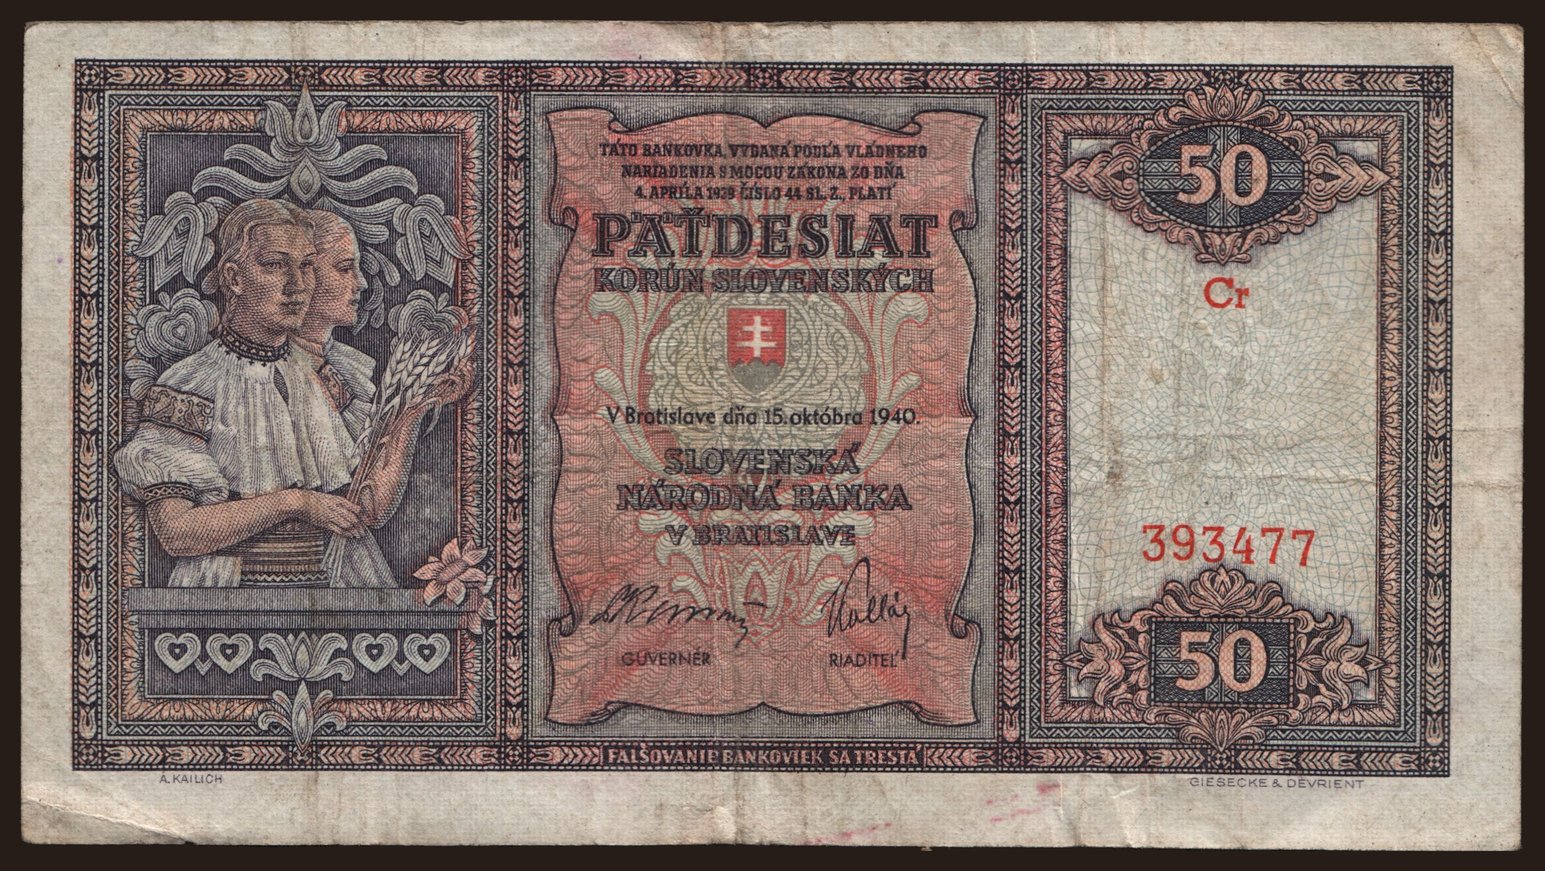 TÁTO BANKOVKA, VYDANÁ PODĽA VLÁDNEHO
NARIADENIA S MOCOU ZÁKONA ZO DŇA
4. APRÍLA 1939 ČÍSLO 44 SL. Z., PLATÍ
PÄŤDESIAT
KORÚN SLOVENSKÝCH
V Bratislave dňa 15. októbra 1940.
SLOVENSKÁ
NÁRODNÁ BANKA
V BRATISLAVE
GUVERNÉR
RIADITEĽ
FALŠOVANIE BANKOVIEK SA TRESTÁ
50
Cr
393477
50
A. KAILICH
GIESECKE & DEVRIENT